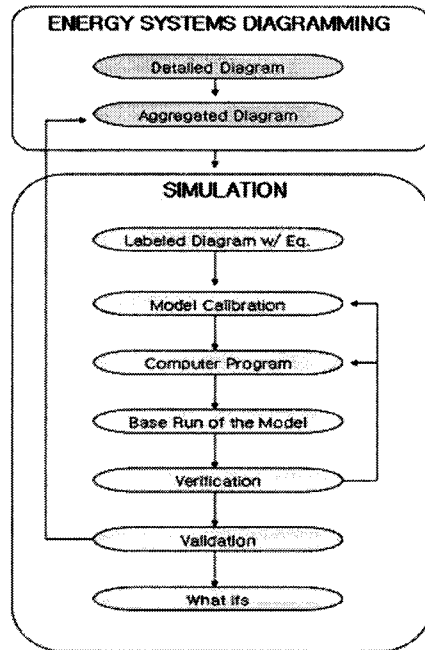 ENERGY SYSTEMS DIAGRAMMING
Detailed Diagram
Aggregated Diagram
SIMULATION
Labeled Diagram w/ Eq.
Model Calibration
Computer Program
Base Run of the Model
Verification
Validation
What ifs